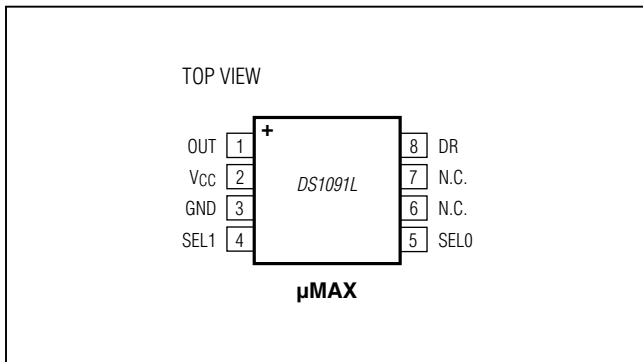 TOP VIEW
+
OUT 1 8 DR
VCC 2 DS1091L 7 N.C.
GND 3 6 N.C.
SEL1 4 5 SEL0
µMAX